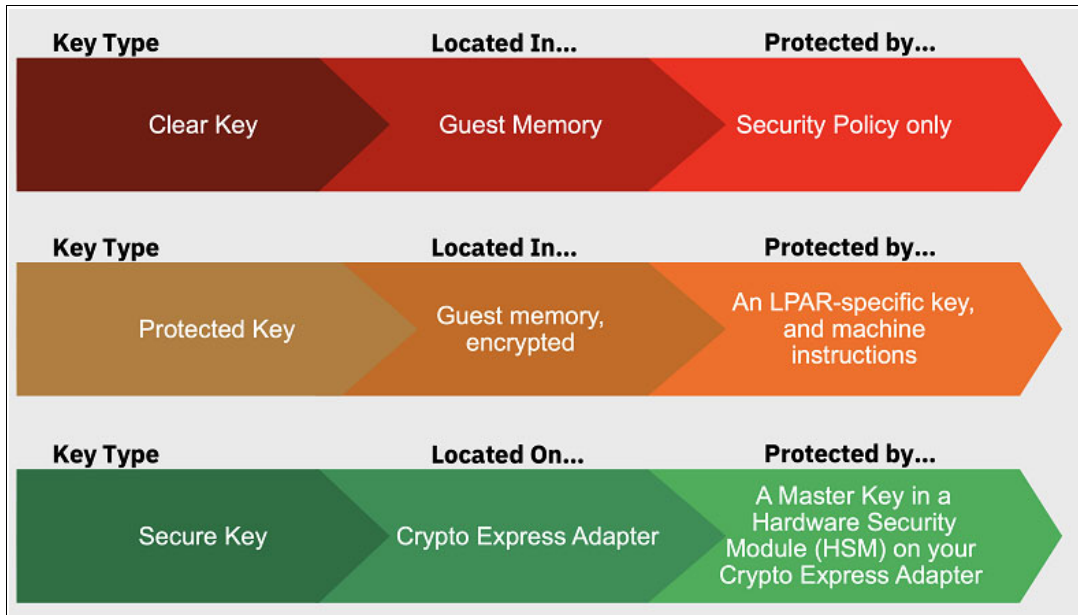 Key Type
Located In...
Protected by...
Clear Key
Guest Memory
Security Policy only
Key Type
Located In...
Protected by...
Protected Key
Guest memory,
encrypted
An LPAR-specific key,
and machine
instructions
Key Type
Located On...
Protected by...
Secure Key
Crypto Express Adapter
A Master Key in a
Hardware Security
Module (HSM) on your
Crypto Express Adapter